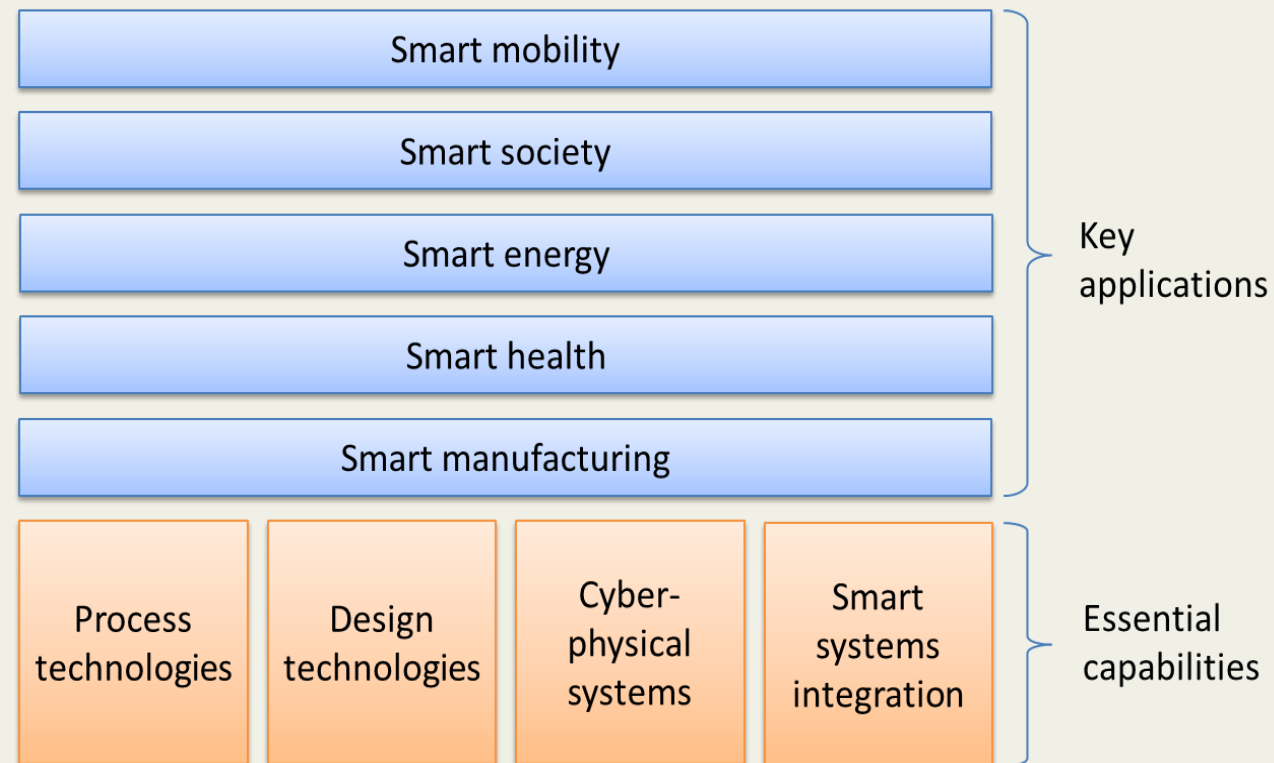 Smart mobility
Smart society
Smart energy
Smart health
Smart manufacturing
Key
applications
Process
technologies
Design
technologies
Cyber-
physical
systems
Smart
systems
integration
Essential
capabilities